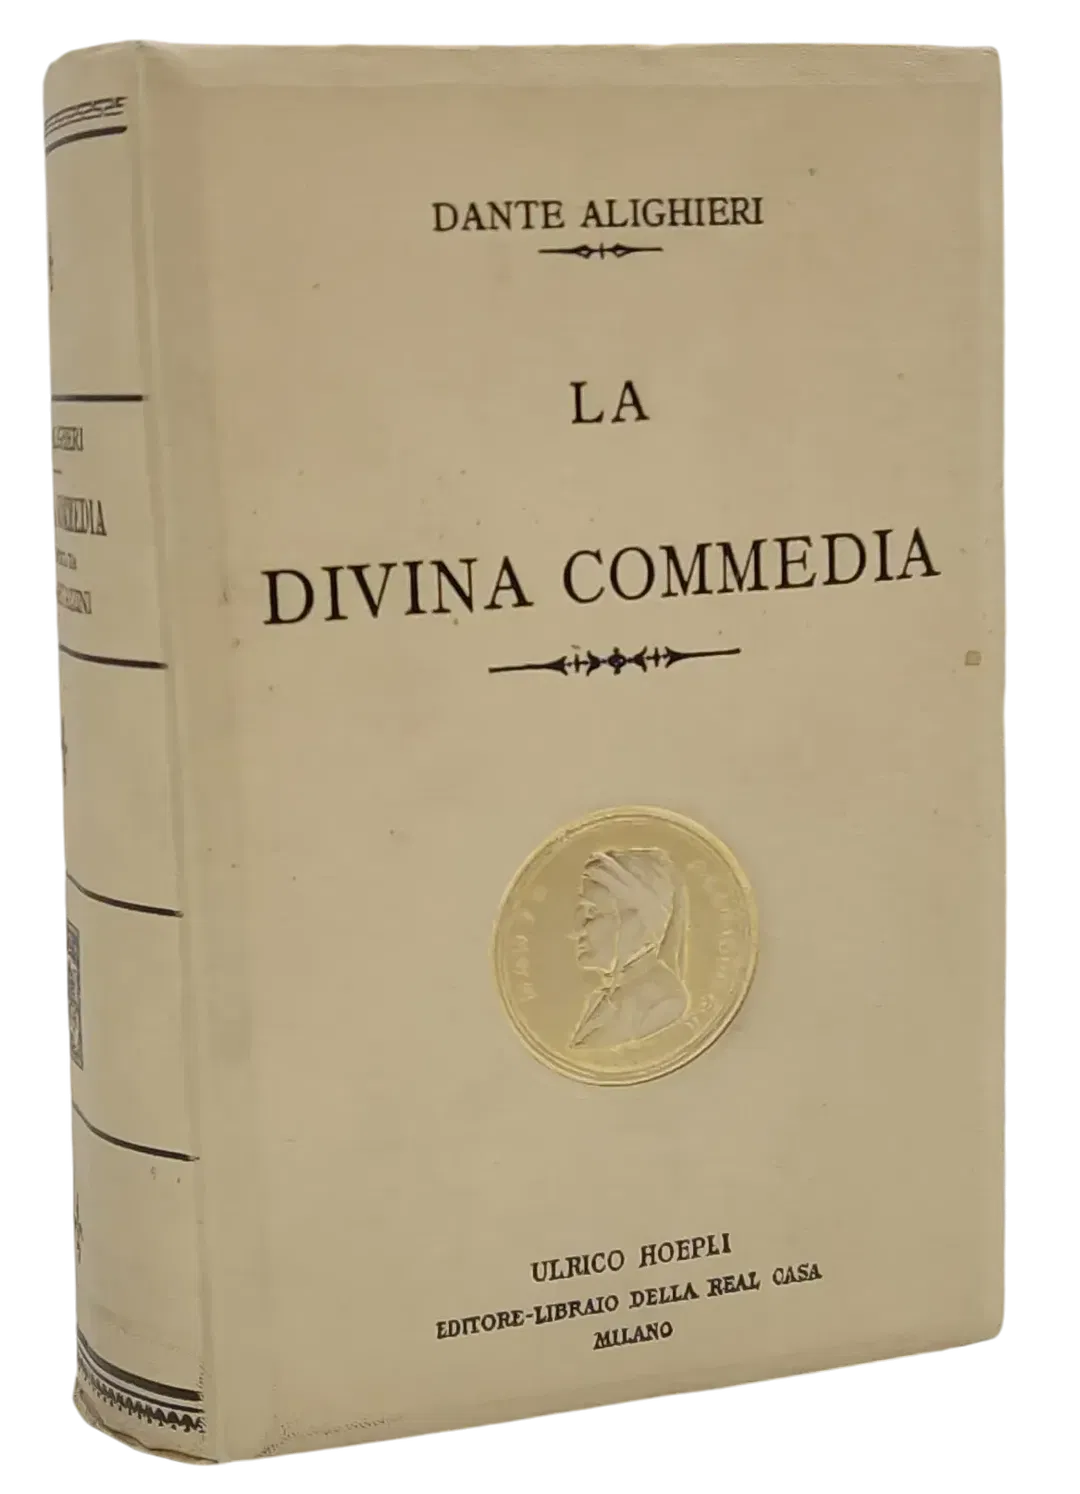 DANTE ALIGHIERI
LA
DIVINA COMMEDIA
ULRICO HOEPLI
EDITORE-LIBRAIO DELLA REAL CASA
MILANO